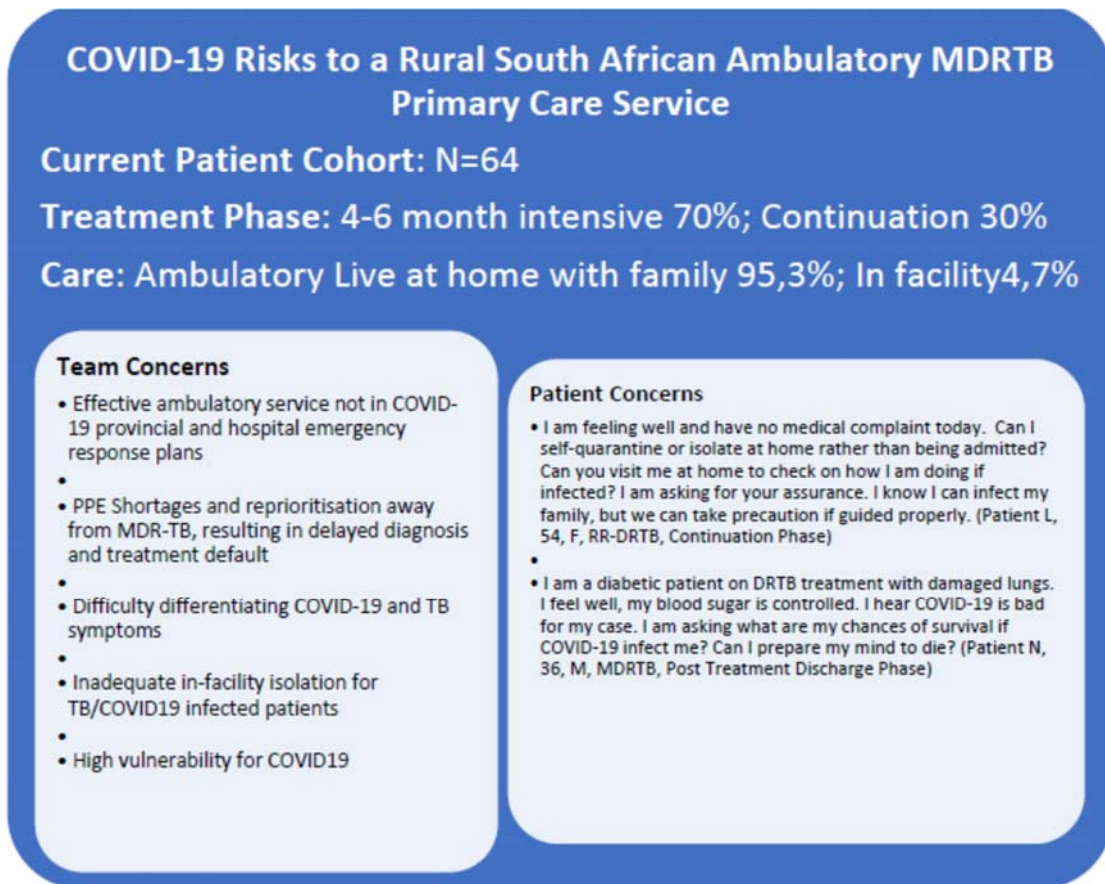 COVID-19 Risks to a Rural South African Ambulatory MDRTB
Primary Care Service
Current Patient Cohort: N=64
Treatment Phase: 4-6 month intensive 70%; Continuation 30%
Care: Ambulatory Live at home with family 95,3%; In facility4,7%
Team Concerns
• Effective ambulatory service not in COVID-
19 provincial and hospital emergency
response plans
•
• PPE Shortages and reprioritisation away
from MDR-TB, resulting in delayed diagnosis
and treatment default
•
• Difficulty differentiating COVID-19 and TB
symptoms
•
• Inadequate in-facility isolation for
TB/COVID19 infected patients
•
• High vulnerability for COVID19
Patient Concerns
• I am feeling well and have no medical complaint today.  Can I
self-quarantine or isolate at home rather than being admitted?
Can you visit me at home to check on how I am doing if
infected? I am asking for your assurance. I know I can infect my
family, but we can take precaution if guided properly. (Patient L,
54, F, RR-DRTB, Continuation Phase)
•
• I am a diabetic patient on DRTB treatment with damaged lungs.
I feel well, my blood sugar is controlled. I hear COVID-19 is bad
for my case. I am asking what are my chances of survival if
COVID-19 infect me? Can I prepare my mind to die? (Patient N,
36, M, MDRTB, Post Treatment Discharge Phase)